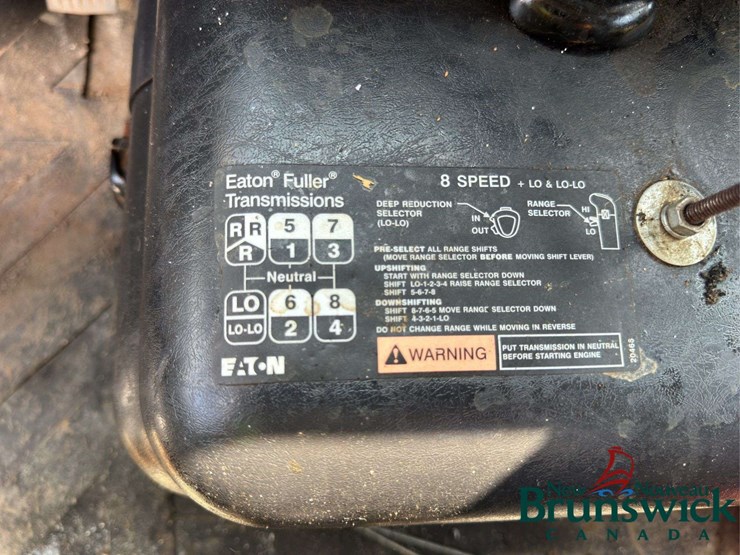 Eaton® Fuller®
Transmissions
8 SPEED + LO & LO-LO
R R 5 7
R 1 3
Neutral
LO 6 8
LO-LO 2 4
EATON
DEEP REDUCTION
SELECTOR
(LO-LO)
IN
OUT
RANGE
SELECTOR
HI
LO
PRE-SELECT ALL RANGE SHIFTS
(MOVE RANGE SELECTOR BEFORE MOVING SHIFT LEVER)
UPSHIFTING
START WITH RANGE SELECTOR DOWN
SHIFT LO-1-2-3-4 RAISE RANGE SELECTOR
SHIFT 5-6-7-8
DOWNSHIFTING
SHIFT 8-7-6-5 MOVE RANGE SELECTOR DOWN
SHIFT 4-3-2-1-LO
DO NOT CHANGE RANGE WHILE MOVING IN REVERSE
WARNING
PUT TRANSMISSION IN NEUTRAL
BEFORE STARTING ENGINE
20463
New Nouveau
Brunswick
CANADA